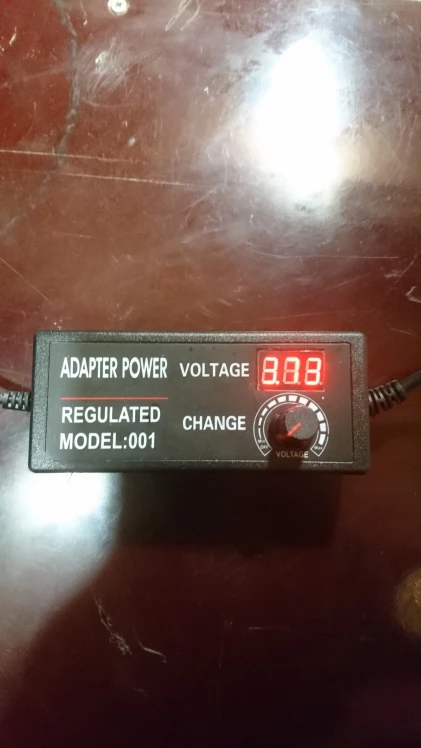 ADAPTER POWER
REGULATED
MODEL:001
VOLTAGE
CHANGE
VOLTAGE